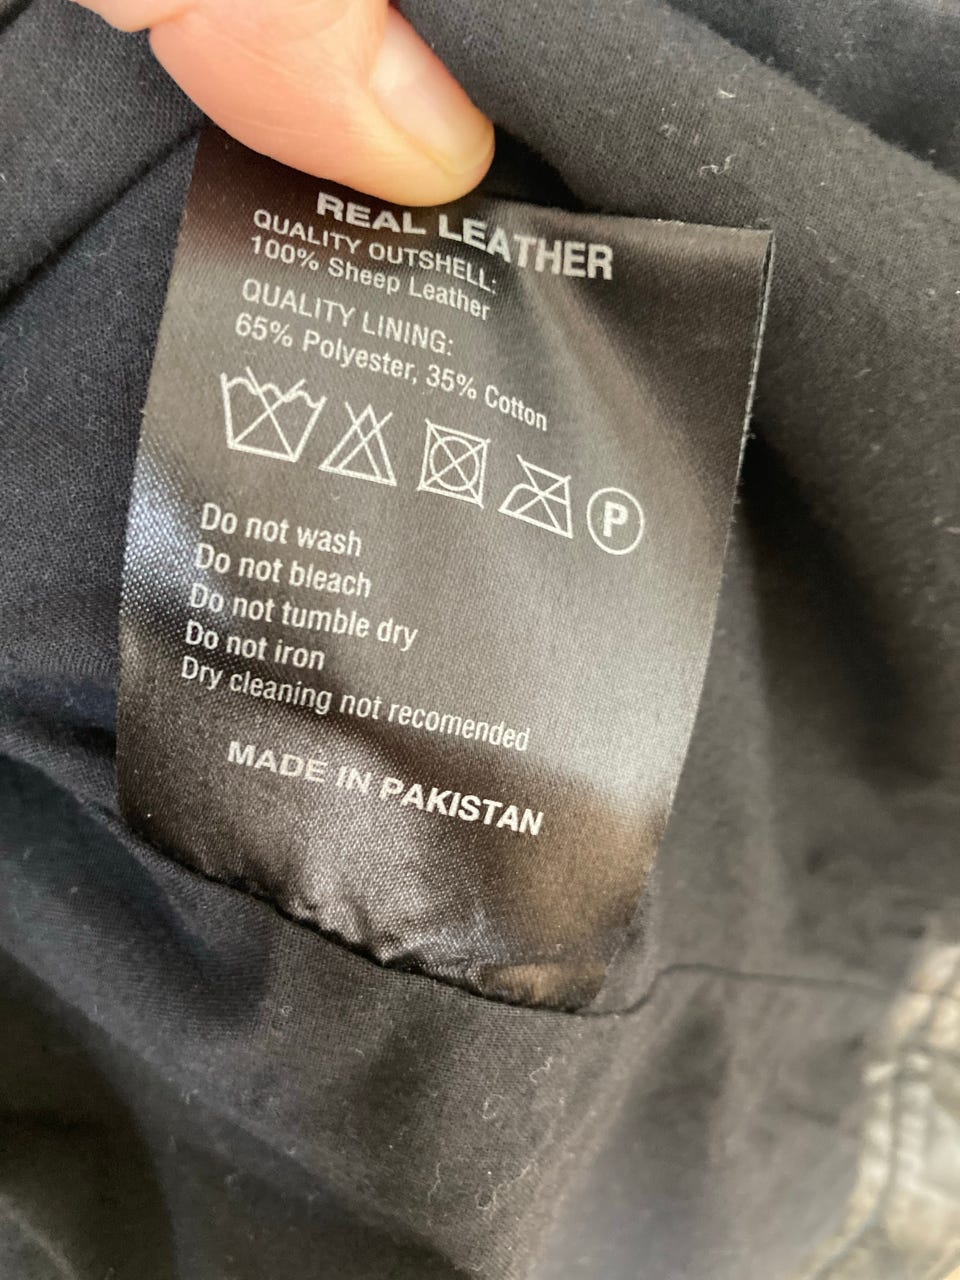 REAL LEATHER
QUALITY OUTSHELL:
100% Sheep Leather
QUALITY LINING:
65% Polyester, 35% Cotton
P
Do not wash
Do not bleach
Do not tumble dry
Do not iron
Dry cleaning not recomended
MADE IN PAKISTAN